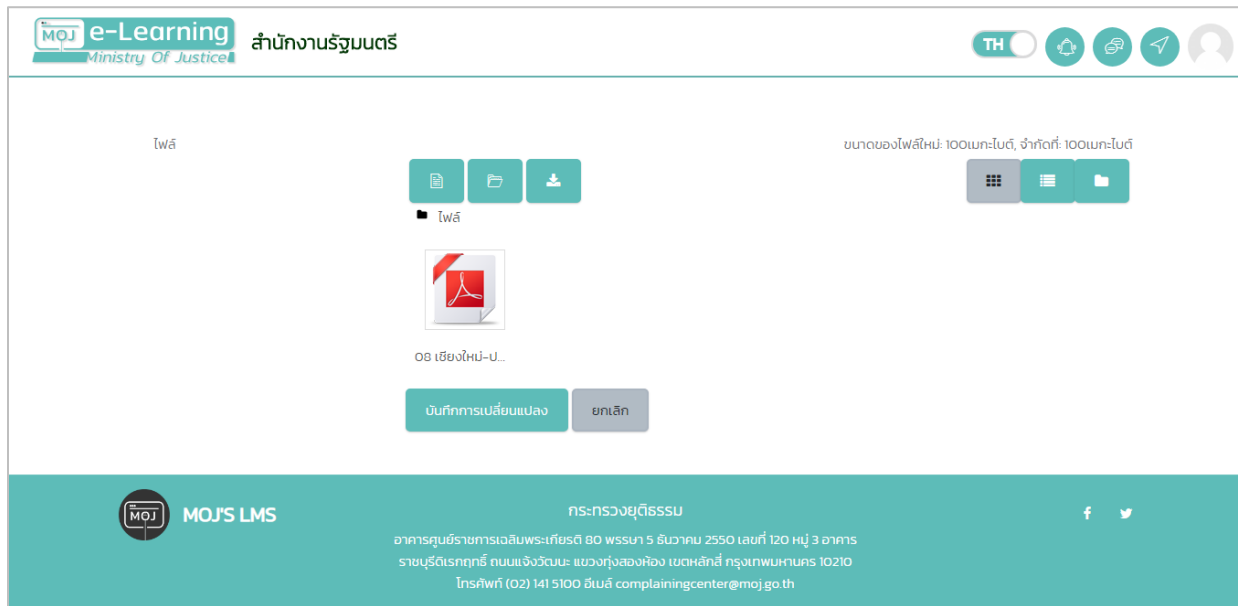 MOJ e-Learning
Ministry Of Justice
สำนักงานรัฐมนตรี
TH
ไฟล์
ขนาดของไฟล์ใหม่: 100เมกะไบต์, จำกัดที่: 100เมกะไบต์
ไฟล์
08 เชียงใหม่-ป...
บันทึกการเปลี่ยนแปลง
ยกเลิก
MOJ
MOJ'S LMS
กระทรวงยุติธรรม
อาคารศูนย์ราชการเฉลิมพระเกียรติ 80 พรรษา 5 ธันวาคม 2550 เลขที่ 120 หมู่ 3 อาคาร
ราชบุรีดิเรกฤทธิ์ ถนนแจ้งวัฒนะ แขวงทุ่งสองห้อง เขตหลักสี่ กรุงเทพมหานคร 10210
โทรศัพท์ (02) 141 5100 อีเมล์ complainingcenter@moj.go.th